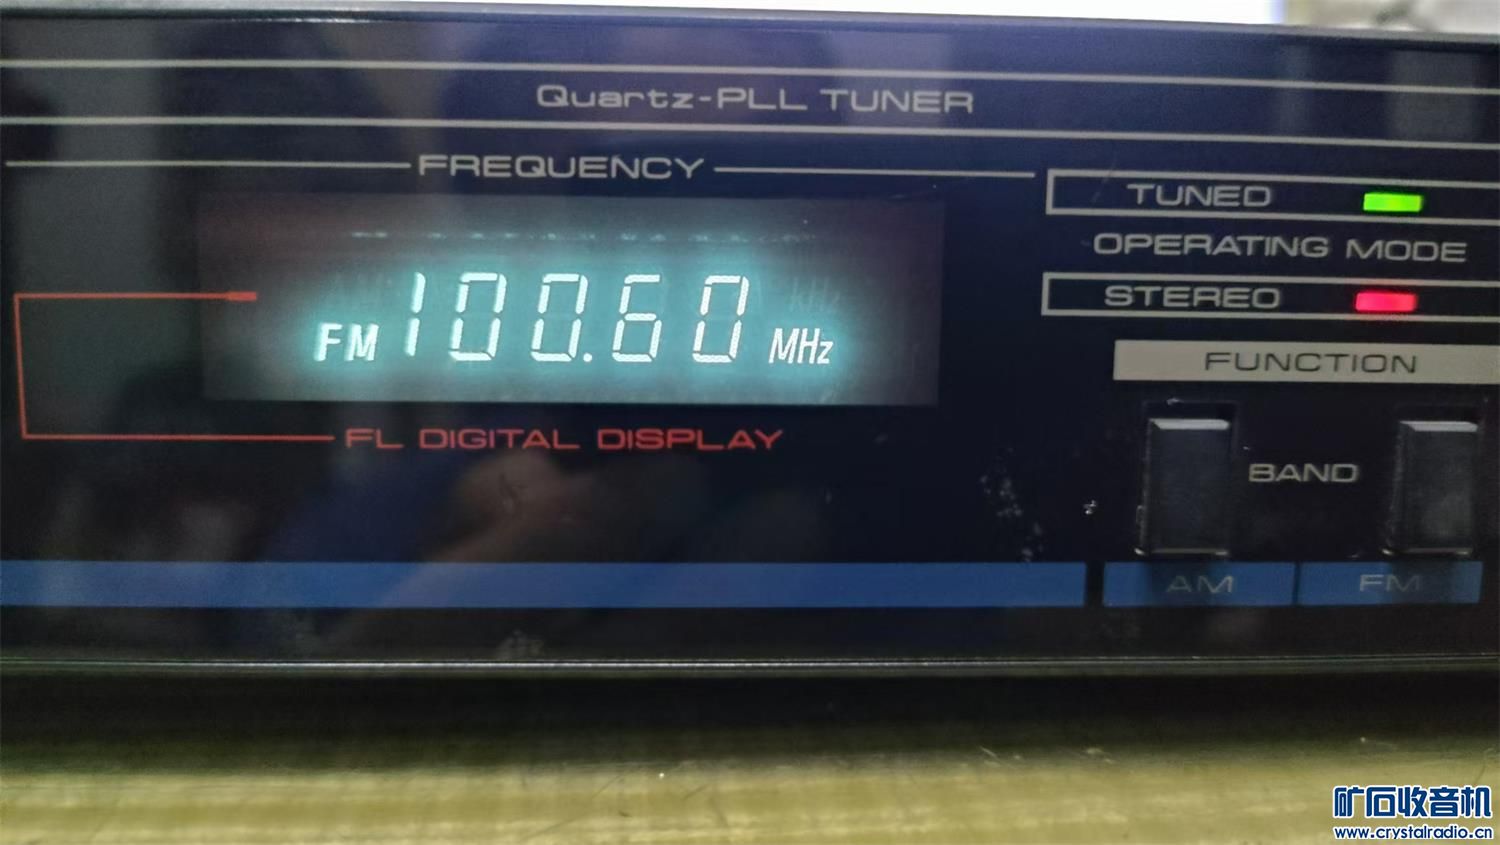 Quartz-PLL TUNER
FREQUENCY
TUNED
OPERATING MODE
STEREO
FM 100.60 MHz
kHz
FUNCTION
FL DIGITAL DISPLAY
BAND
AM
FM
矿石收音机
www.crystalradio.cn